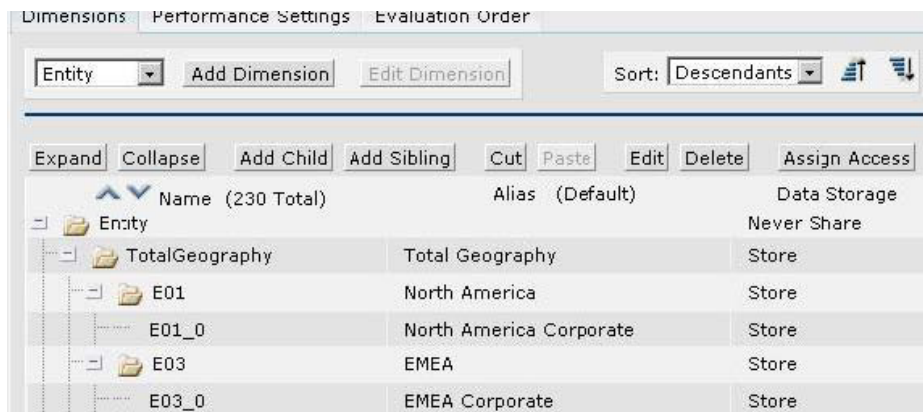 Dimensions Performance Settings Evaluation Order
Entity Add Dimension Edit Dimension Sort: Descendants
Expand Collapse Add Child Add Sibling Cut Paste Edit Delete Assign Access
Name (230 Total) Alias (Default) Data Storage
Entity Never Share
TotalGeography Total Geography Store
E01 North America Store
E01_0 North America Corporate Store
E03 EMEA Store
E03_0 EMEA Corporate Store